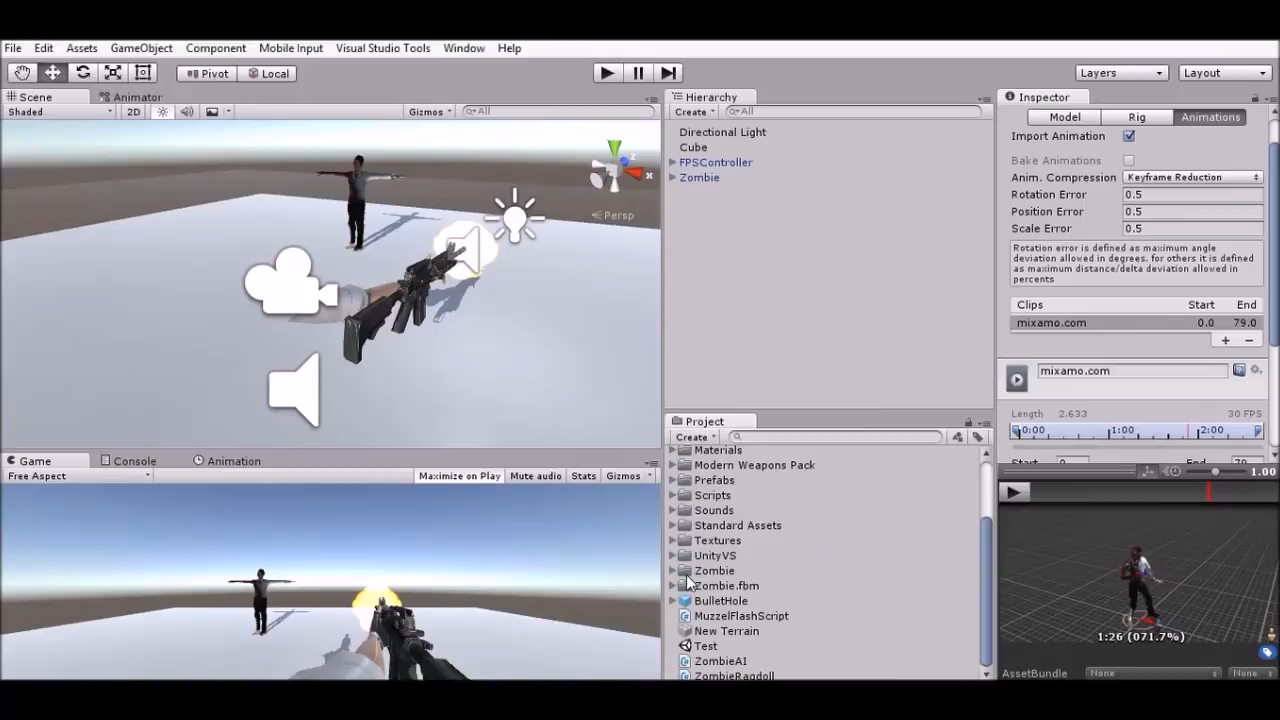 File Edit Assets GameObject Component Mobile Input Visual Studio Tools Window Help
Pivot Local Layers Layout
Scene Animator
Shaded 2D Gizmos All
x z
Persp
Game Console Animation
Free Aspect Maximize on Play Mute audio Stats Gizmos
Hierarchy
Create All
Directional Light
Cube
FPSController
Zombie
Project
Create
Materials
Modern Weapons Pack
Prefabs
Scripts
Sounds
Standard Assets
Textures
UnityVS
Zombie
Zombie.fbm
BulletHole
MuzzelFlashScript
New Terrain
Test
ZombieAI
ZombieRagdoll
Inspector
Model Rig Animations
Import Animation
Bake Animations
Anim. Compression Keyframe Reduction
Rotation Error 0.5
Position Error 0.5
Scale Error 0.5
Rotation error is defined as maximum angle
deviation allowed in degrees. for others it is defined
as maximum distance/delta deviation allowed in
percents
Clips Start End
mixamo.com 0.0 79.0
+ −
mixamo.com
Length 2.633 30 FPS
0:00 1:00 2:00
Start 0 End 79
1.00
1:26 (071.7%)
AssetBundle None None